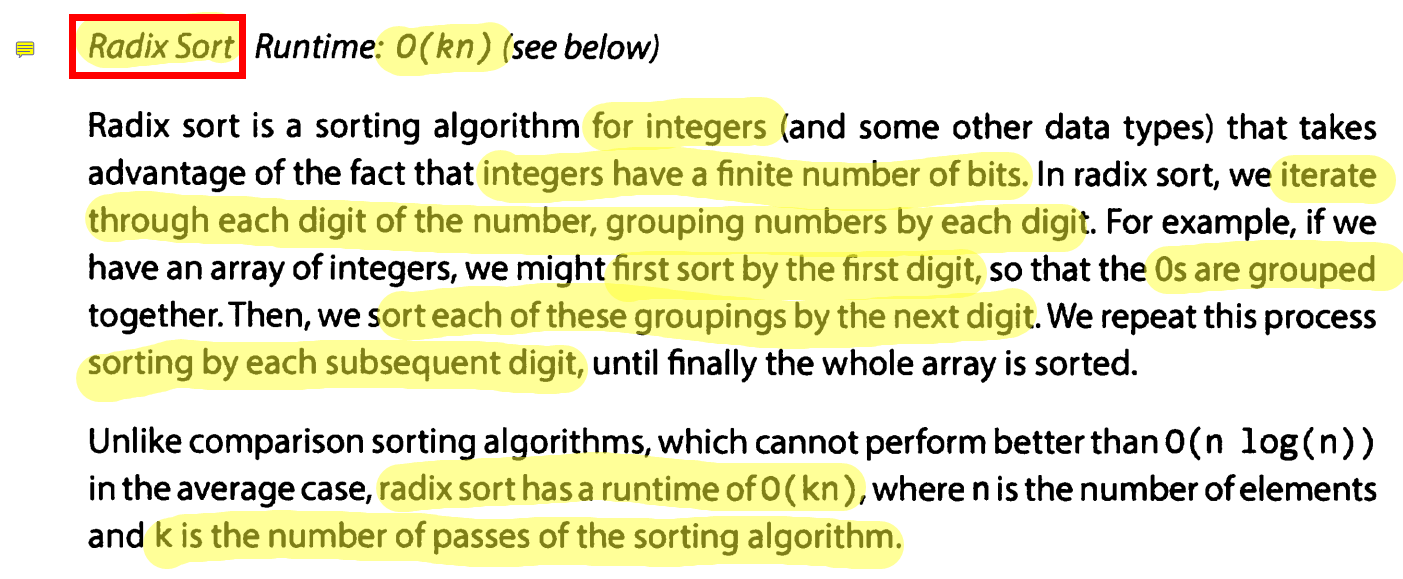 Radix Sort Runtime: O(kn) (see below)
Radix sort is a sorting algorithm for integers (and some other data types) that takes
advantage of the fact that integers have a finite number of bits. In radix sort, we iterate
through each digit of the number, grouping numbers by each digit. For example, if we
have an array of integers, we might first sort by the first digit, so that the 0s are grouped
together. Then, we sort each of these groupings by the next digit. We repeat this process
sorting by each subsequent digit, until finally the whole array is sorted.
Unlike comparison sorting algorithms, which cannot perform better than O(n log(n))
in the average case, radix sort has a runtime of O(kn), where n is the number of elements
and k is the number of passes of the sorting algorithm.